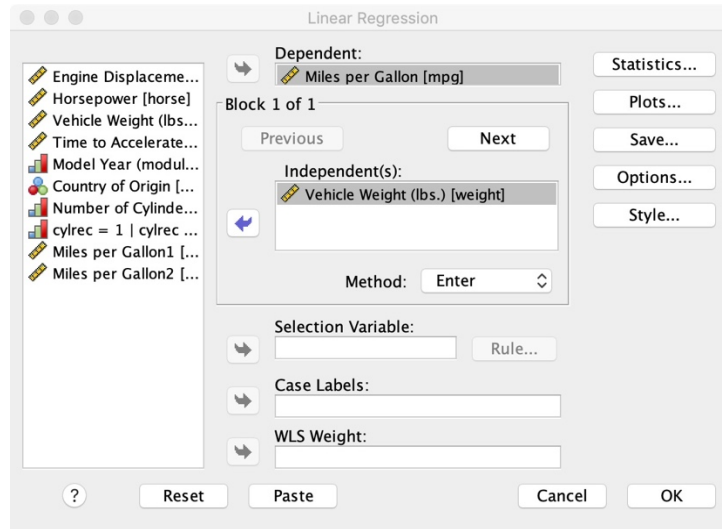 Linear Regression
Engine Displaceme...
Horsepower [horse]
Vehicle Weight (lbs...
Time to Accelerate...
Model Year (modul...
Country of Origin [...
Number of Cylinde...
cylrec = 1 | cylrec ...
Miles per Gallon1 [...
Miles per Gallon2 [...
Dependent:
Miles per Gallon [mpg]
Block 1 of 1
Previous
Next
Independent(s):
Vehicle Weight (lbs.) [weight]
Method:
Enter
Selection Variable:
Rule...
Case Labels:
WLS Weight:
Statistics...
Plots...
Save...
Options...
Style...
?
Reset
Paste
Cancel
OK